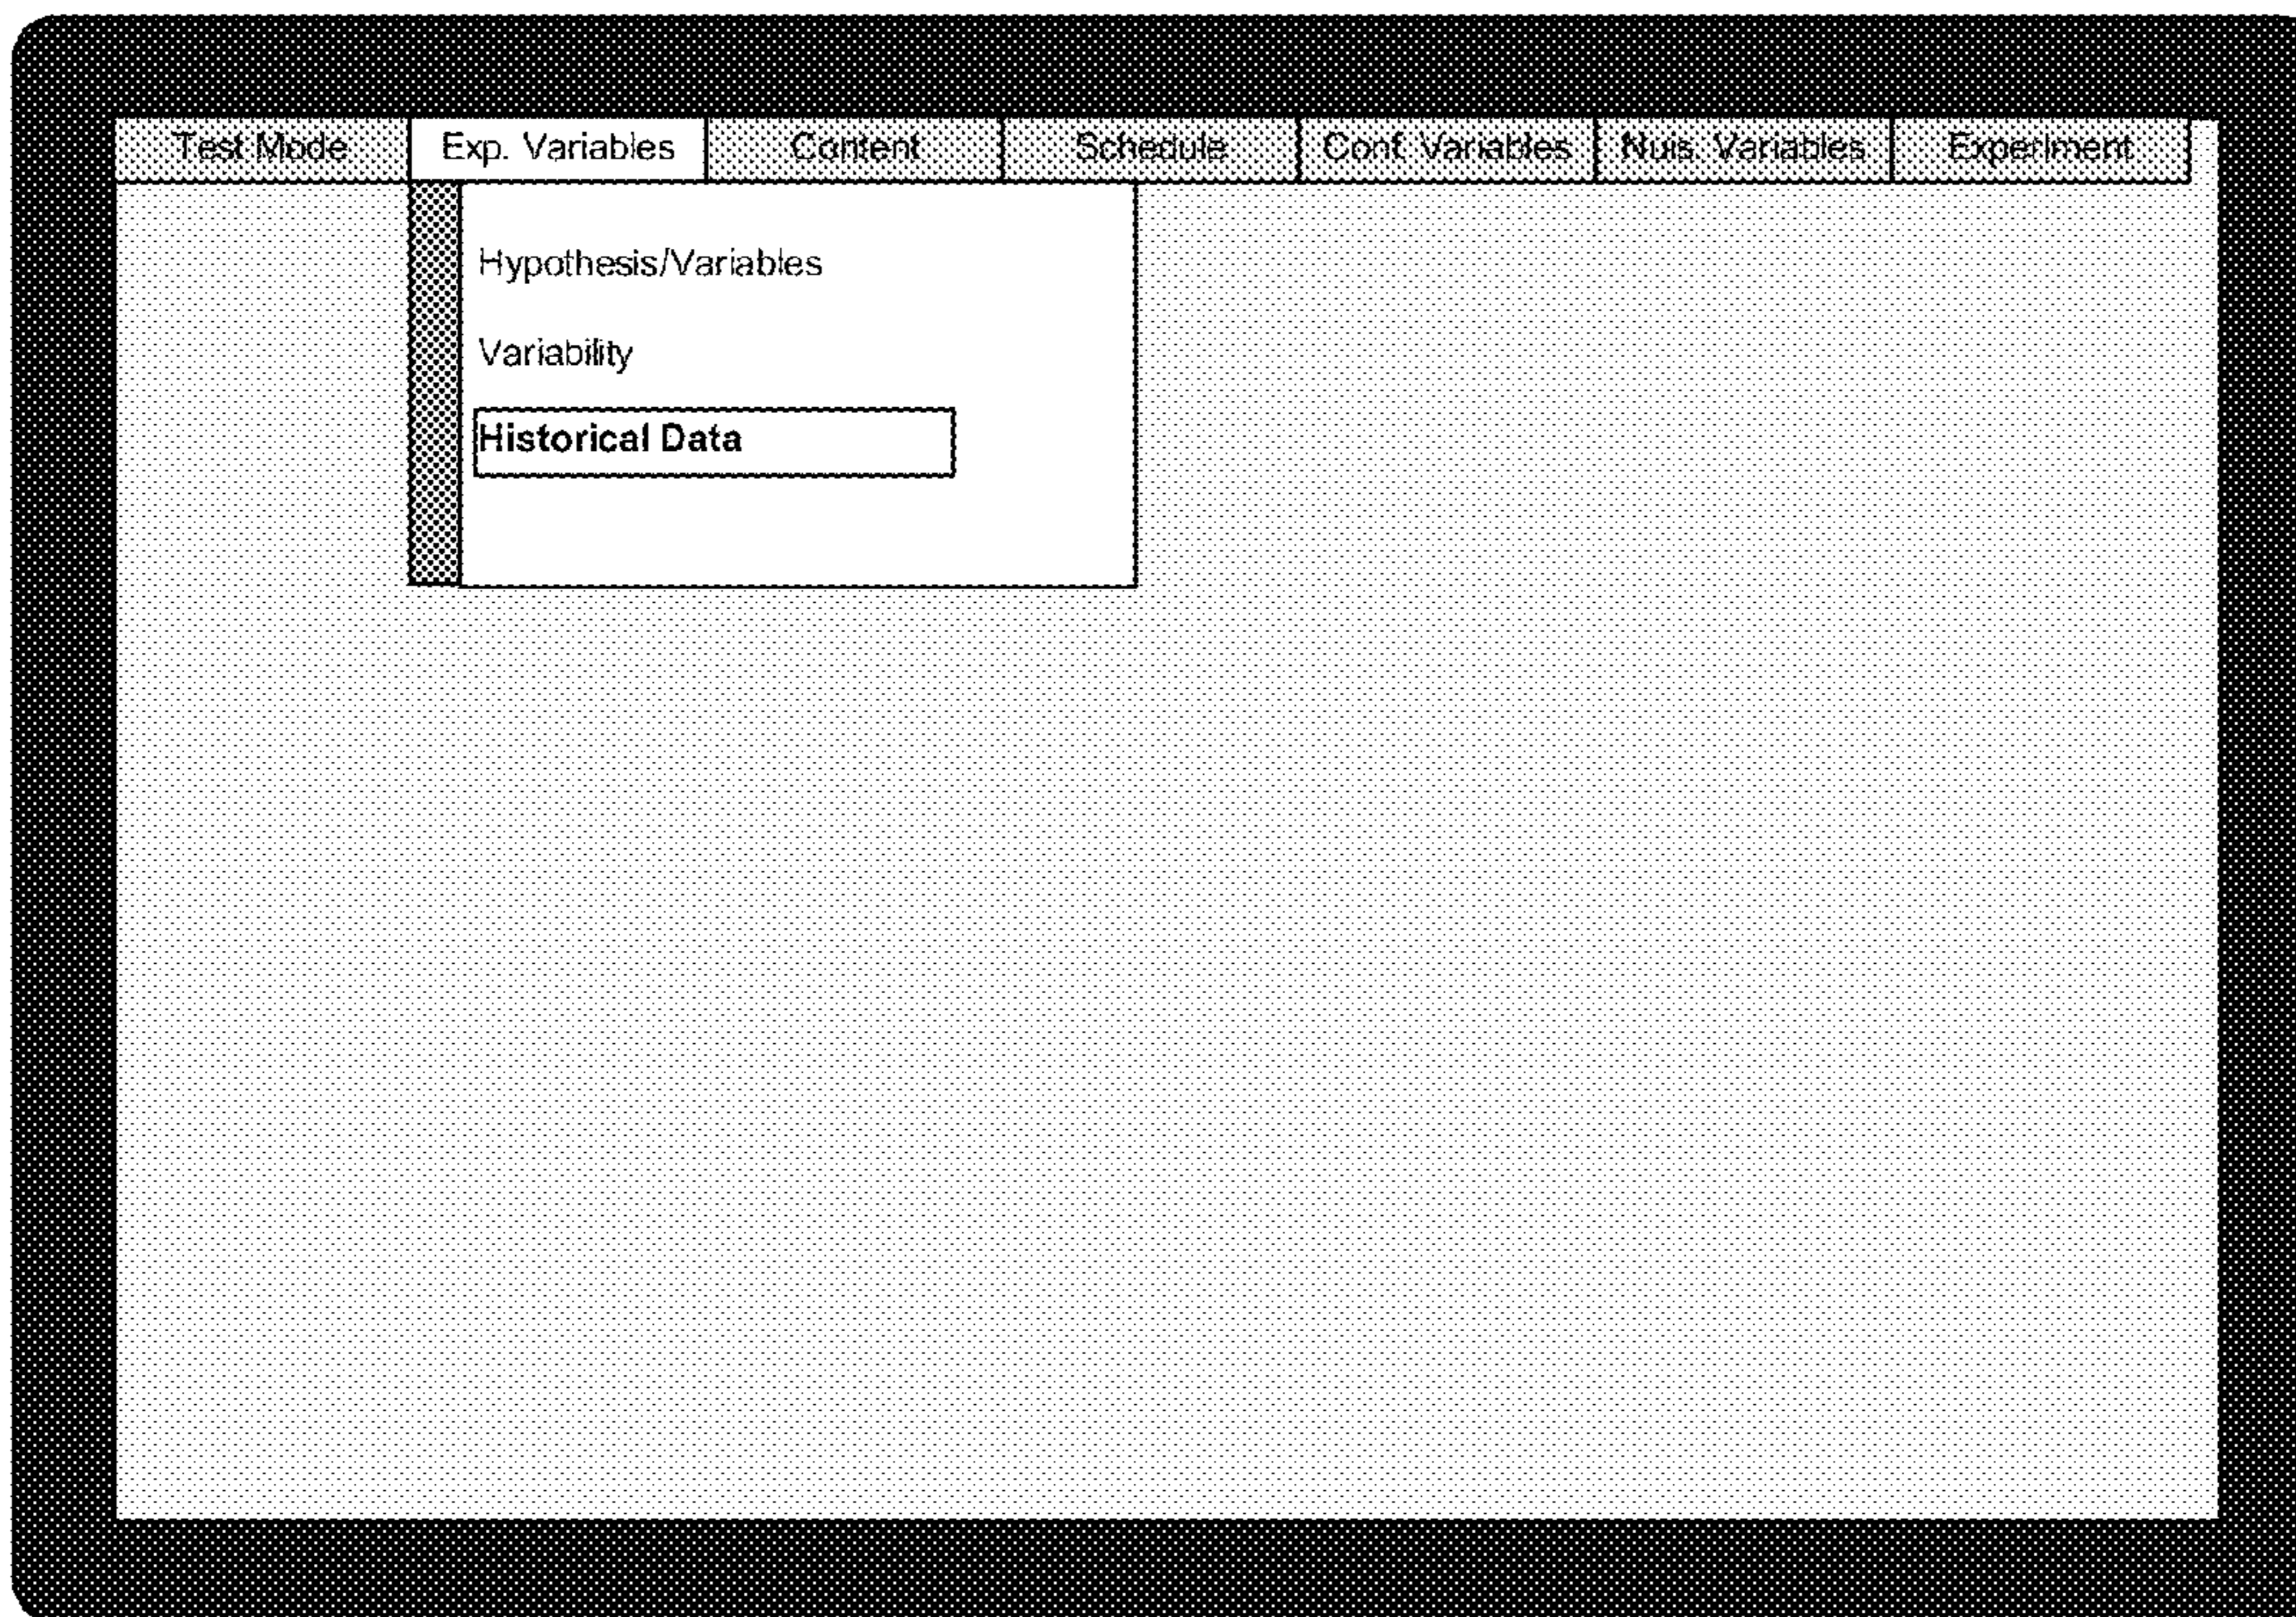 Test Mode Exp. Variables Content Schedule Conf. Variables Nuis. Variables Experiment
Hypothesis/Variables
Variability
Historical Data